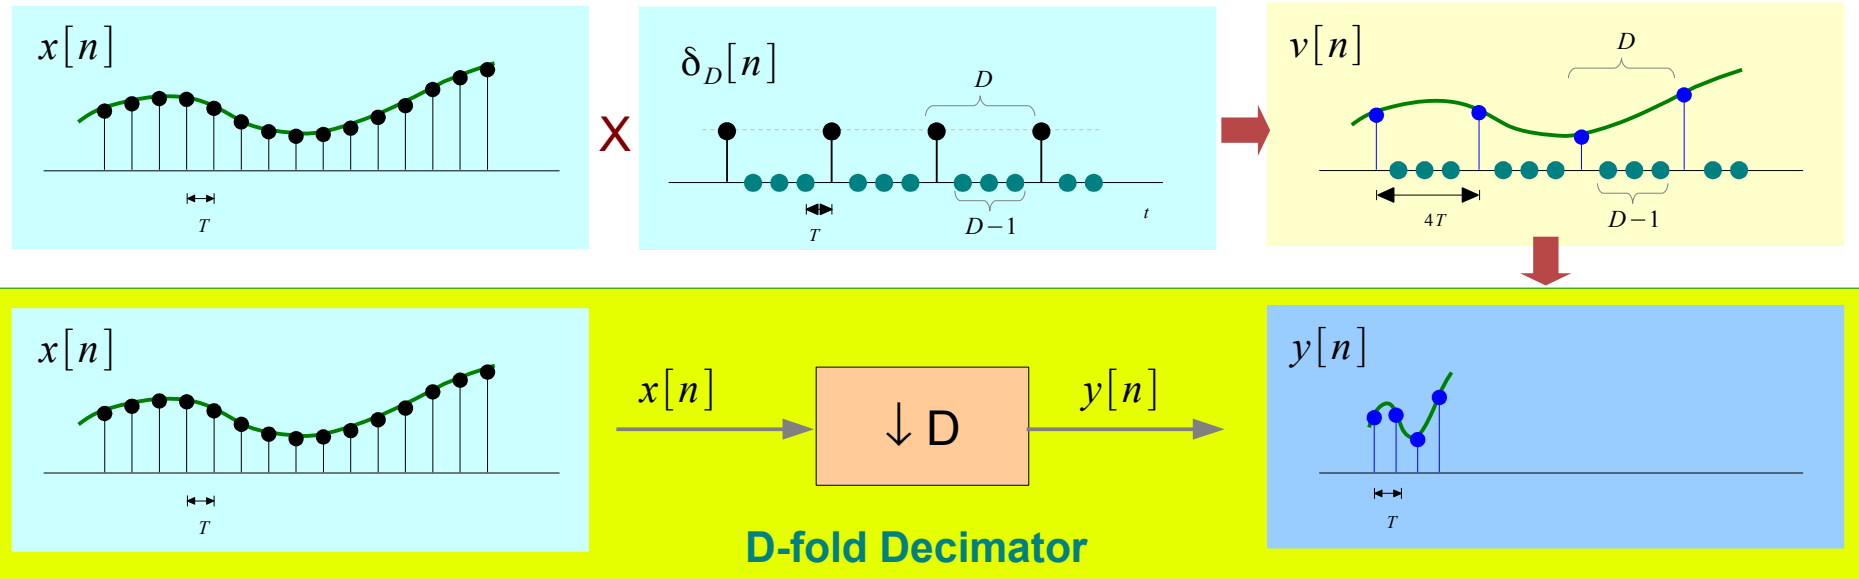 x[n]
T
X
δ_D[n]
D
T
D−1
t
v[n]
D
4T
D−1
x[n]
T
x[n]
↓ D
y[n]
y[n]
T
D-fold Decimator